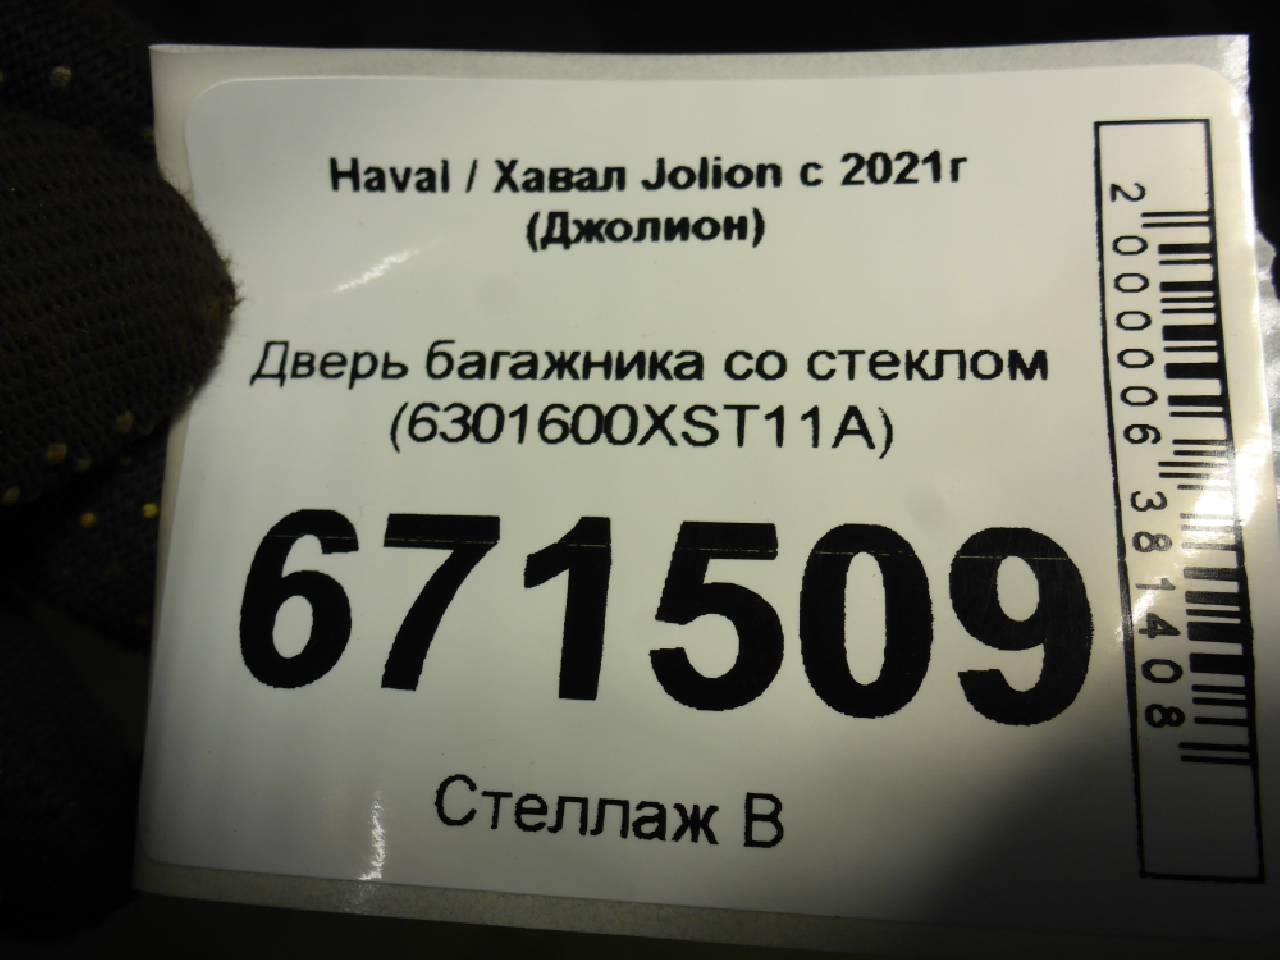 Haval / Хавал Jolion с 2021г
(Джолион)
Дверь багажника со стеклом
(6301600XST11A)
671509
Стеллаж В
2000006381408